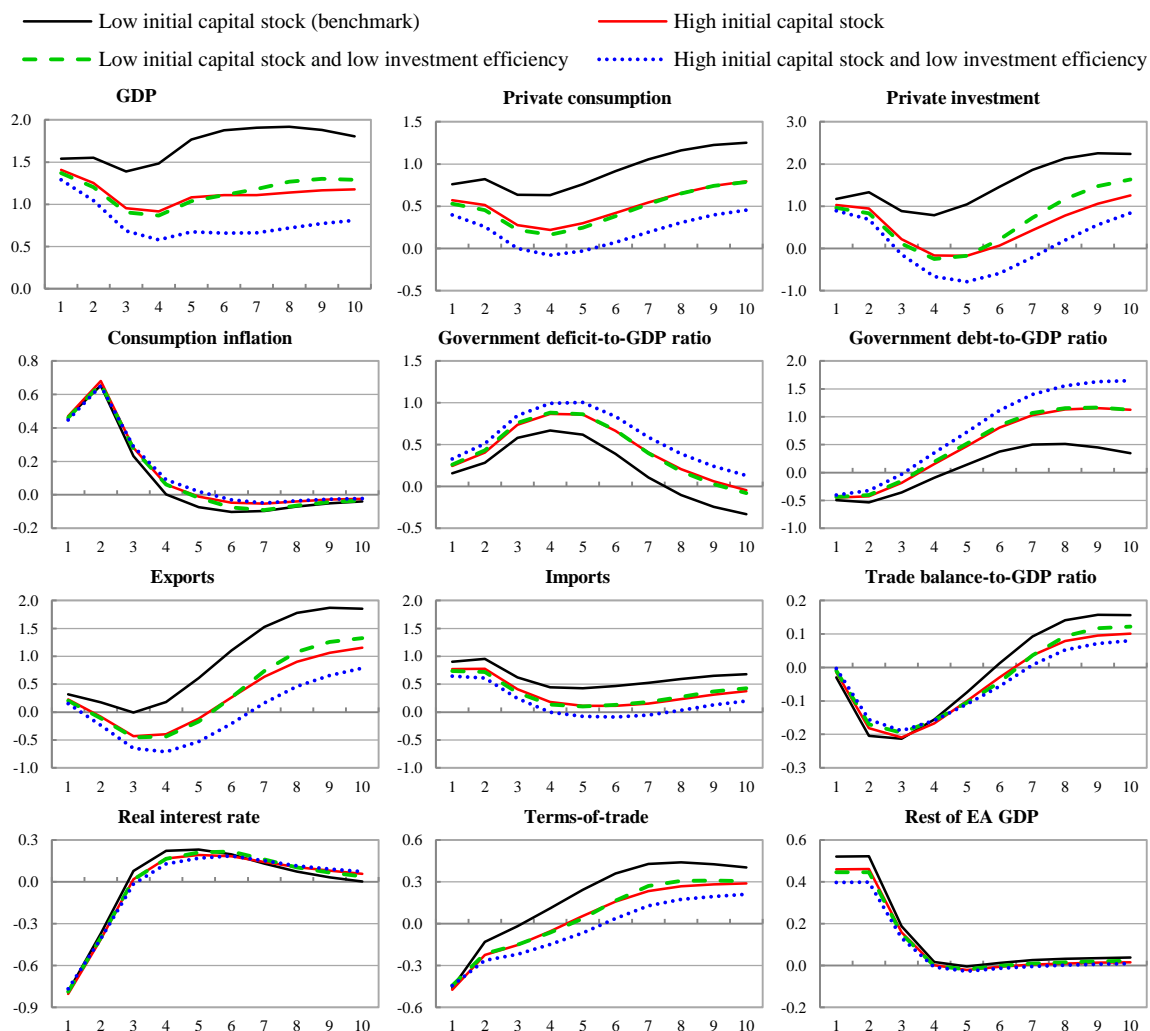 Low initial capital stock (benchmark)
High initial capital stock
Low initial capital stock and low investment efficiency
High initial capital stock and low investment efficiency
GDP
2.0
1.5
1.0
0.5
0.0
1 2 3 4 5 6 7 8 9 10
Private consumption
1.5
1.0
0.5
0.0
-0.5
1 2 3 4 5 6 7 8 9 10
Private investment
3.0
2.0
1.0
0.0
-1.0
1 2 3 4 5 6 7 8 9 10
Consumption inflation
0.8
0.6
0.4
0.2
0.0
-0.2
1 2 3 4 5 6 7 8 9 10
Government deficit-to-GDP ratio
1.5
1.0
0.5
0.0
-0.5
1 2 3 4 5 6 7 8 9 10
Government debt-to-GDP ratio
2.0
1.5
1.0
0.5
0.0
-0.5
-1.0
1 2 3 4 5 6 7 8 9 10
Exports
2.0
1.5
1.0
0.5
0.0
-0.5
-1.0
1 2 3 4 5 6 7 8 9 10
Imports
2.0
1.5
1.0
0.5
0.0
-0.5
-1.0
1 2 3 4 5 6 7 8 9 10
Trade balance-to-GDP ratio
0.2
0.1
0.0
-0.1
-0.2
-0.3
1 2 3 4 5 6 7 8 9 10
Real interest rate
0.3
0.0
-0.3
-0.6
-0.9
1 2 3 4 5 6 7 8 9 10
Terms-of-trade
0.6
0.3
0.0
-0.3
-0.6
1 2 3 4 5 6 7 8 9 10
Rest of EA GDP
0.6
0.4
0.2
0.0
-0.2
1 2 3 4 5 6 7 8 9 10